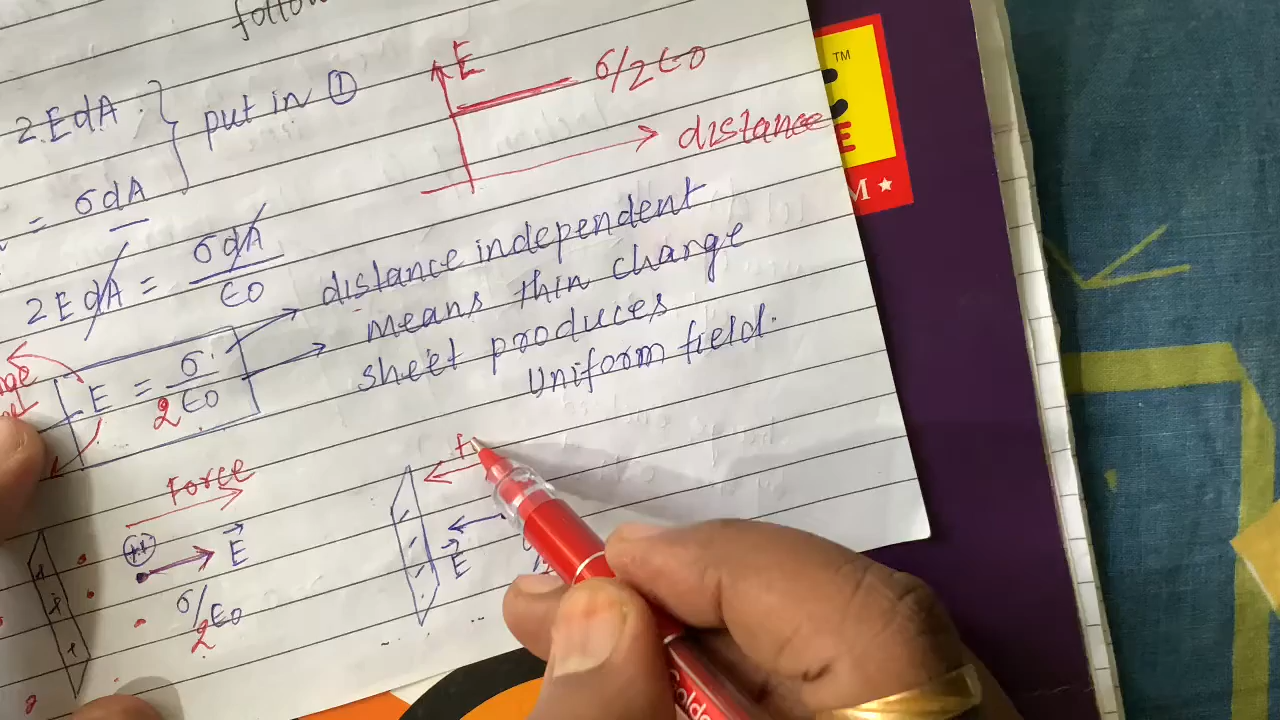 follow
E
σ/2ε0
2EdA
put in ①
distance
= σdA
2EdA = σdA
ε0
distance independent
means thin charge
sheet produces
Uniform field.
E = σ
2ε0
Force
E
σ/2ε0
E
TM
E
M